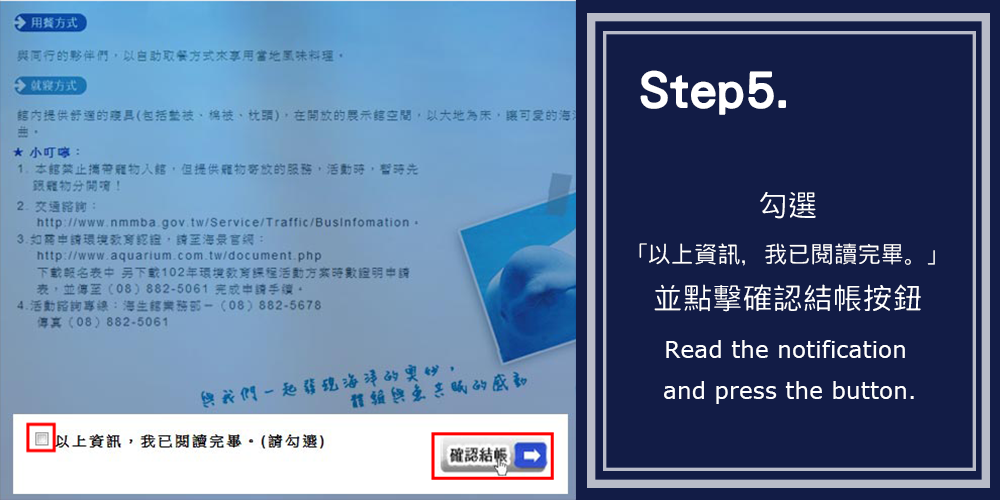 用餐方式
與同行的夥伴們，以自助取餐方式來享用當地風味料理。
就寢方式
館內提供舒適的寢具(包括墊被、棉被、枕頭)，在開放的展示館空間，以大地為床，讓可愛的海
曲。
★ 小叮嚀：
1. 本館禁止攜帶寵物入館，但提供寵物寄放的服務，活動時，暫時先
跟寵物分開唷！
2. 交通諮詢：
http://www.nmmba.gov.tw/Service/Traffic/BusInfomation。
3.如需申請環境教育認證，請至海景官網：
http://www.aquarium.com.tw/document.php
下載報名表中 另下載102年環境教育課程活動方案時數證明申請
表，並傳至（08）882-5061 完成申請手續。
4.活動諮詢專線：海生館業務部－（08）882-5678
傳真（08）882-5061
與我們一起發現海洋的奧妙，
體驗與魚共眠的感動
以上資訊，我已閱讀完畢。(請勾選)
確認結帳
Step5.
勾選
「以上資訊，我已閱讀完畢。」
並點擊確認結帳按鈕
Read the notification
and press the button.